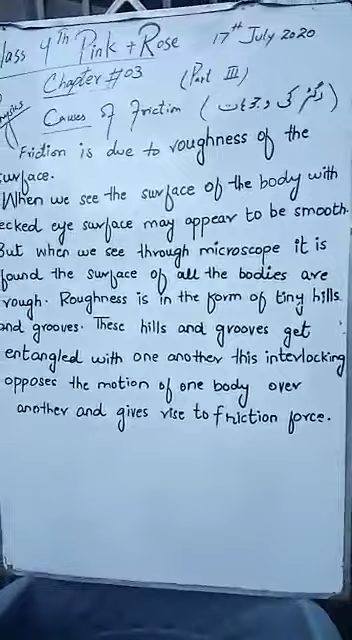 lass 4th Pink + Rose 17th July 2020
Chapter #03 (Part III)
Causes of Friction (رگڑ کی وجوہات)
Friction is due to roughness of the
surface.
When we see the surface of the body with
ecked eye surface may appear to be smooth.
But when we see through microscope it is
found the surface of all the bodies are
rough. Roughness is in the form of tiny hills
and grooves. These hills and grooves get
entangled with one another this interlocking
opposes the motion of one body over
another and gives rise to friction force.